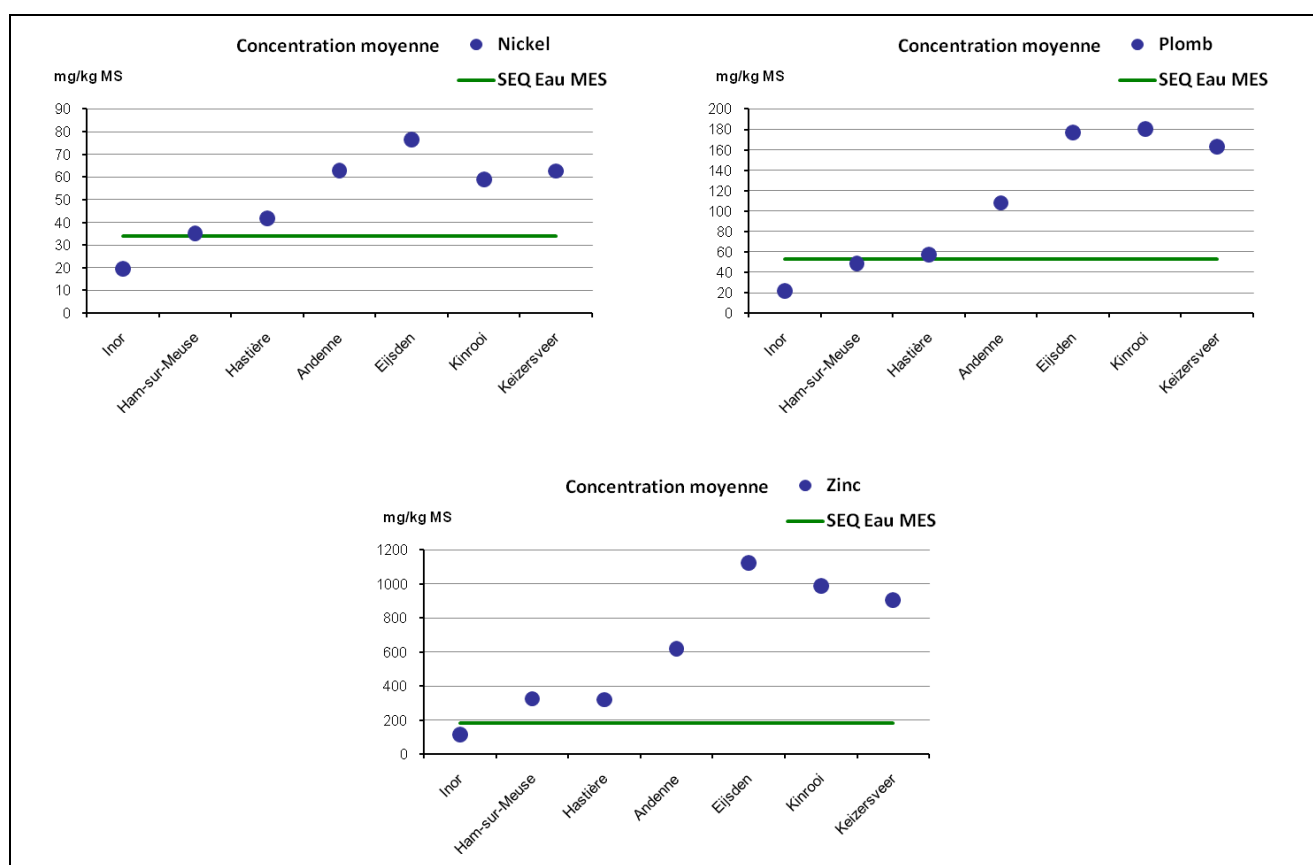 Concentration moyenne Nickel
mg/kg MS
SEQ Eau MES
90
80
70
60
50
40
30
20
10
0
Inor
Ham-sur-Meuse
Hastière
Andenne
Eijsden
Kinrooi
Keizersveer
Concentration moyenne Plomb
mg/kg MS
SEQ Eau MES
200
180
160
140
120
100
80
60
40
20
0
Inor
Ham-sur-Meuse
Hastière
Andenne
Eijsden
Kinrooi
Keizersveer
Concentration moyenne Zinc
mg/kg MS
SEQ Eau MES
1200
1000
800
600
400
200
0
Inor
Ham-sur-Meuse
Hastière
Andenne
Eijsden
Kinrooi
Keizersveer